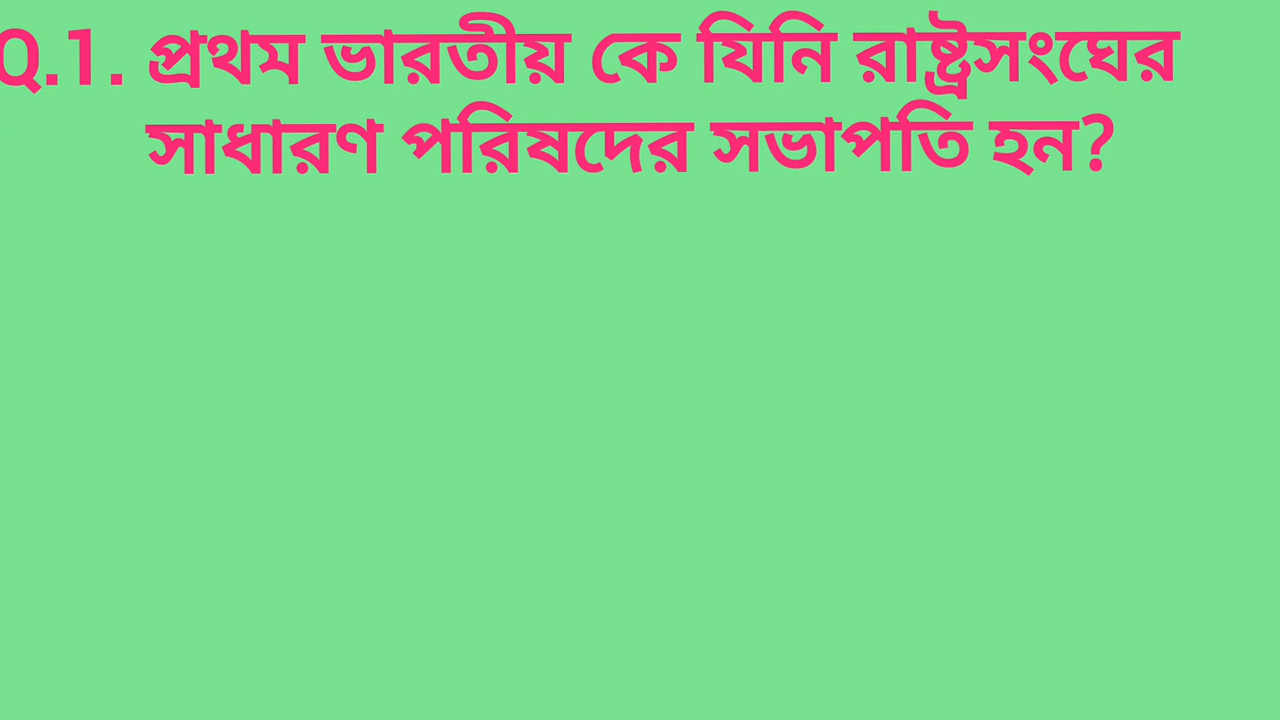 Q.1. প্রথম ভারতীয় কে যিনি রাষ্ট্রসংঘের
সাধারণ পরিষদের সভাপতি হন?